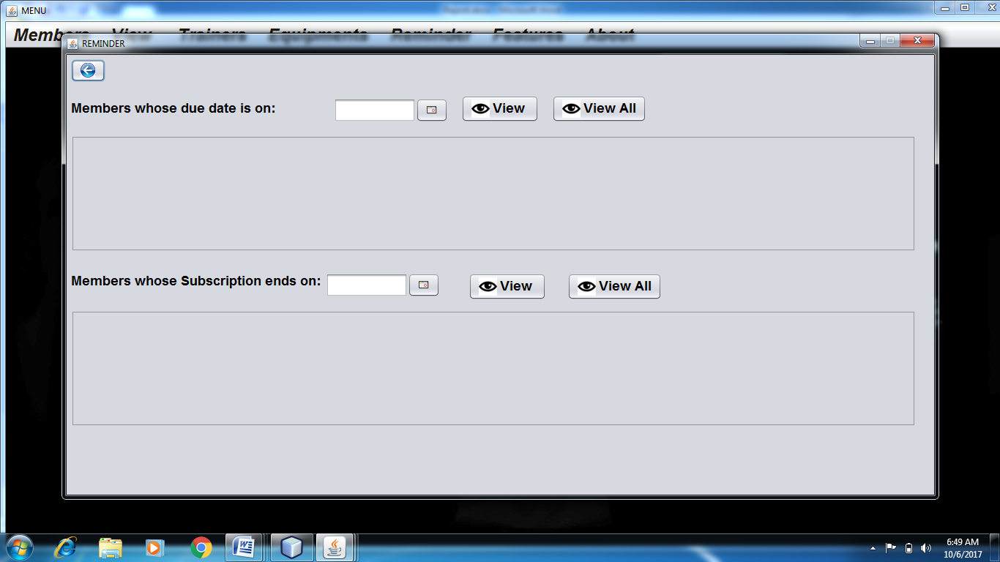 MENU
Members View Trainers Equipments Reminder Features About
REMINDER
Members whose due date is on:
View
View All
Members whose Subscription ends on:
View
View All
6:49 AM
10/6/2017